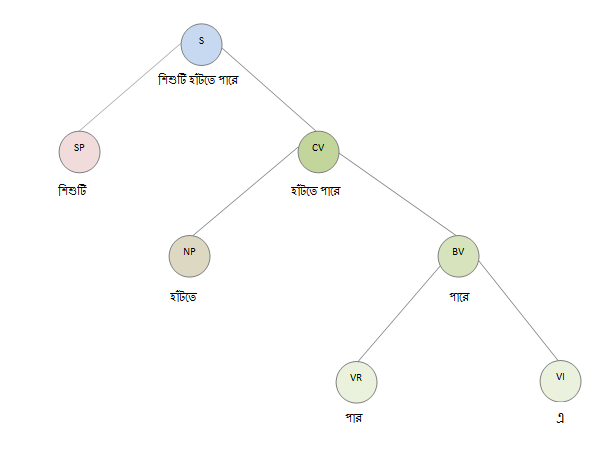 S
শিশুটি হাঁটতে পারে
SP
CV
শিশুটি
হাঁটতে পারে
NP
BV
হাঁটতে
পারে
VR
VI
পার
এ